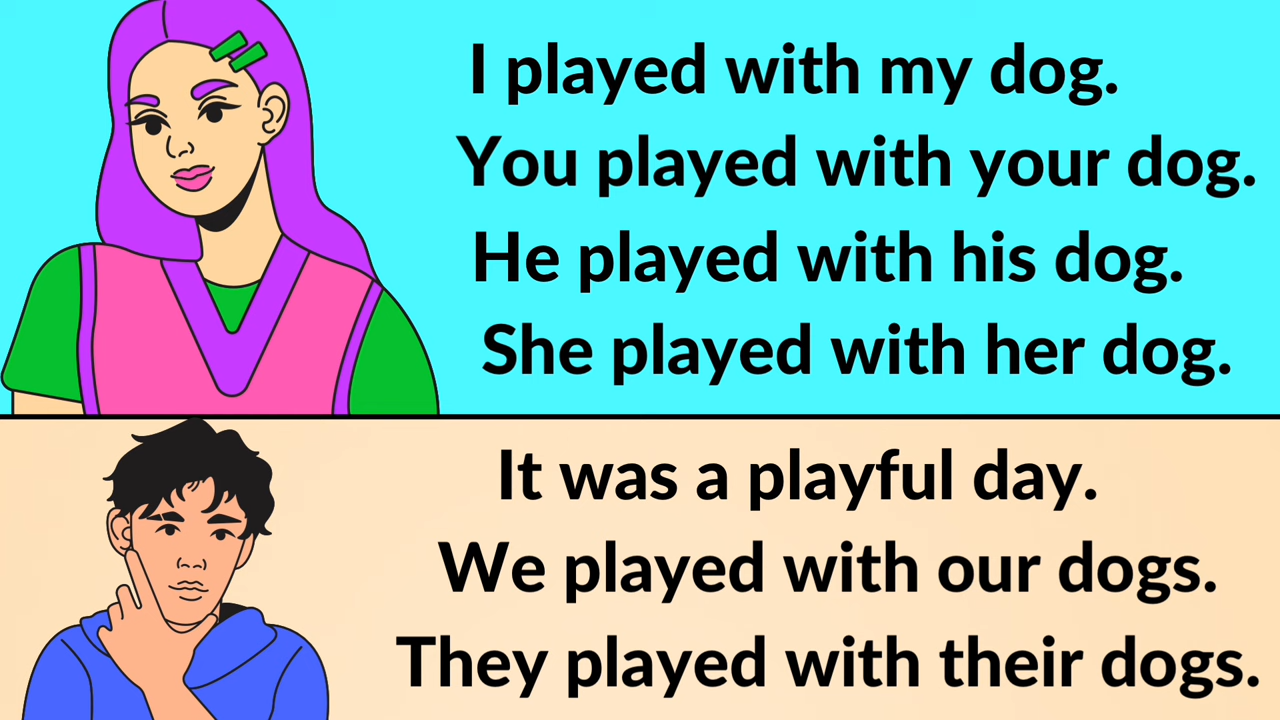 I played with my dog.
You played with your dog.
He played with his dog.
She played with her dog.
It was a playful day.
We played with our dogs.
They played with their dogs.